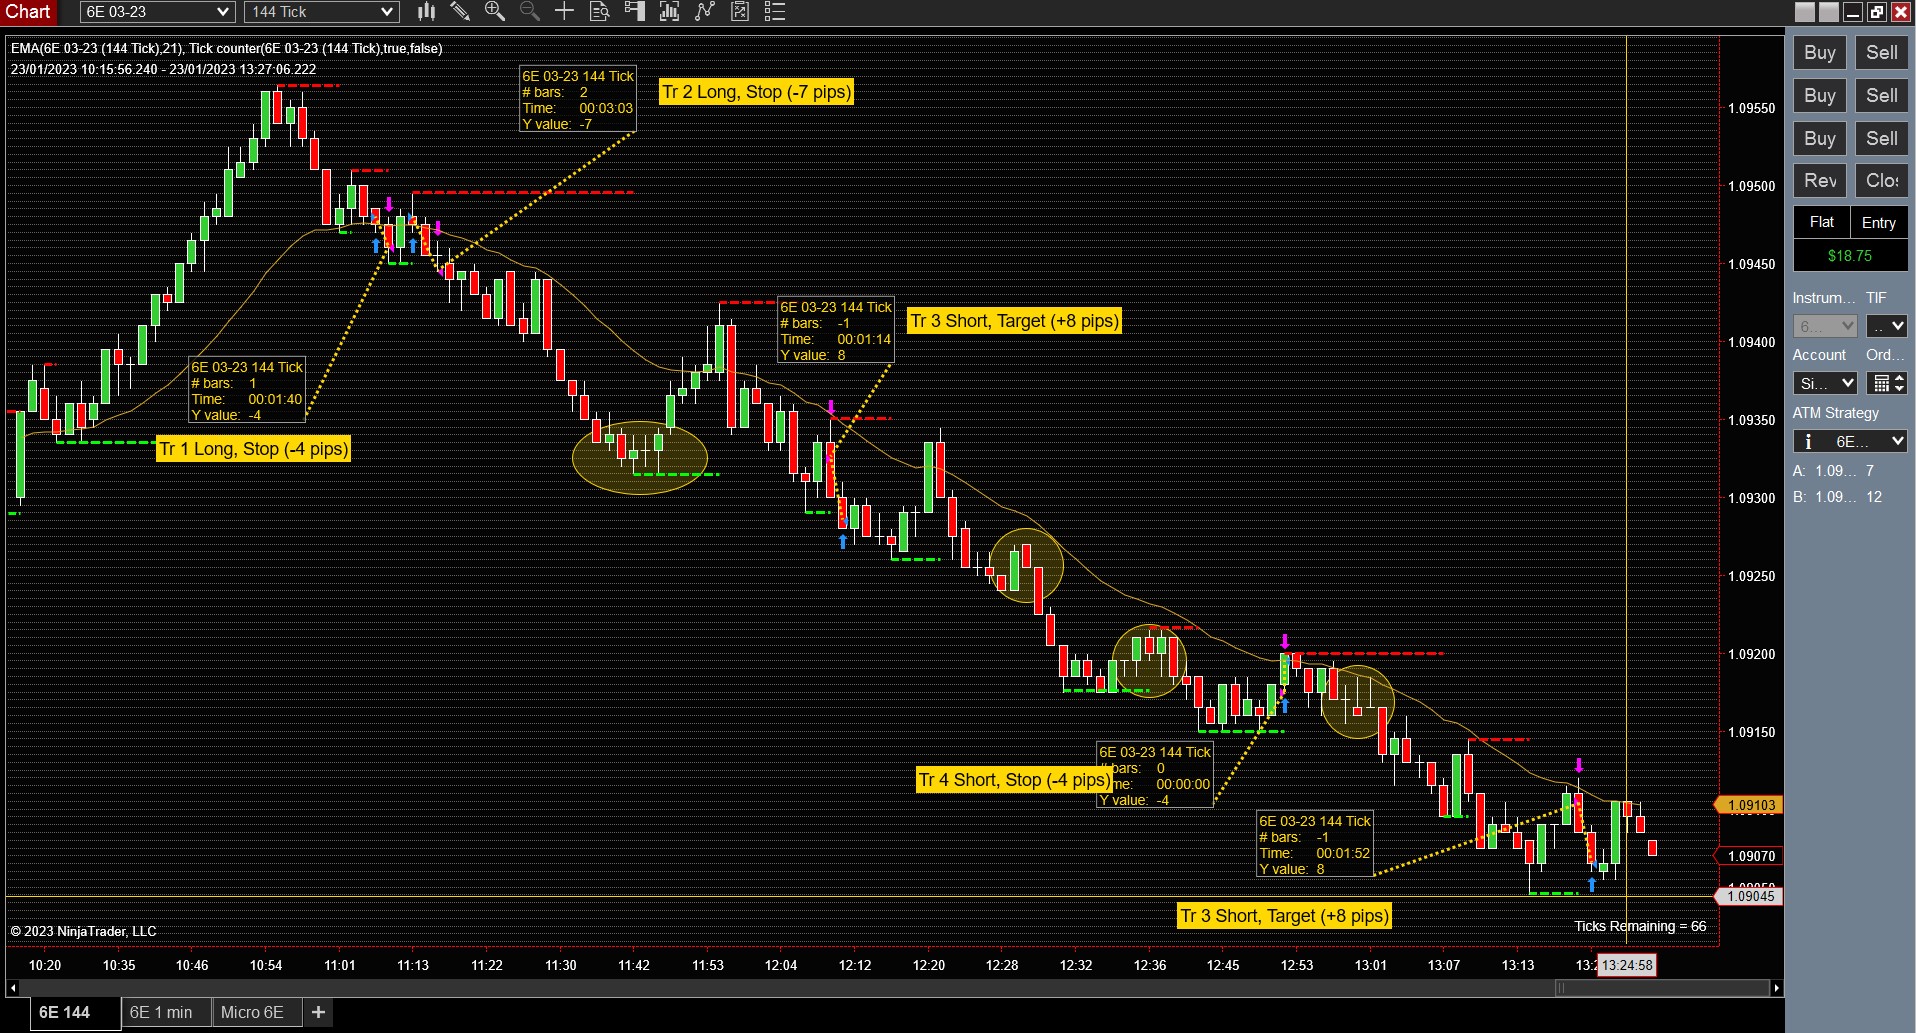 Chart
6E 03-23
144 Tick
EMA(6E 03-23 (144 Tick),21), Tick counter(6E 03-23 (144 Tick),true,false)
23/01/2023 10:15:56.240 - 23/01/2023 13:27:06.222
6E 03-23 144 Tick
# bars: 2
Time: 00:03:03
Y value: -7
Tr 2 Long, Stop (-7 pips)
6E 03-23 144 Tick
# bars: -1
Time: 00:01:14
Y value: 8
Tr 3 Short, Target (+8 pips)
6E 03-23 144 Tick
# bars: 1
Time: 00:01:40
Y value: -4
Tr 1 Long, Stop (-4 pips)
6E 03-23 144 Tick
bars: 0
me: 00:00:00
Y value: -4
Tr 4 Short, Stop (-4 pips)
6E 03-23 144 Tick
# bars: -1
Time: 00:01:52
Y value: 8
Tr 3 Short, Target (+8 pips)
Ticks Remaining = 66
© 2023 NinjaTrader, LLC
1.09550
1.09500
1.09450
1.09400
1.09350
1.09300
1.09250
1.09200
1.09150
1.09103
1.09070
1.09045
10:20 10:35 10:46 10:54 11:01 11:13 11:22 11:30 11:42 11:53 12:04 12:12 12:20 12:28 12:32 12:36 12:45 12:53 13:01 13:07 13:13 13:2 13:24:58
6E 144
6E 1 min
Micro 6E
+
Buy Sell
Buy Sell
Buy Sell
Rev Clo
Flat Entry
$18.75
Instrum... TIF
6... ..
Account Ord...
Si...
ATM Strategy
6E...
A: 1.09... 7
B: 1.09... 12